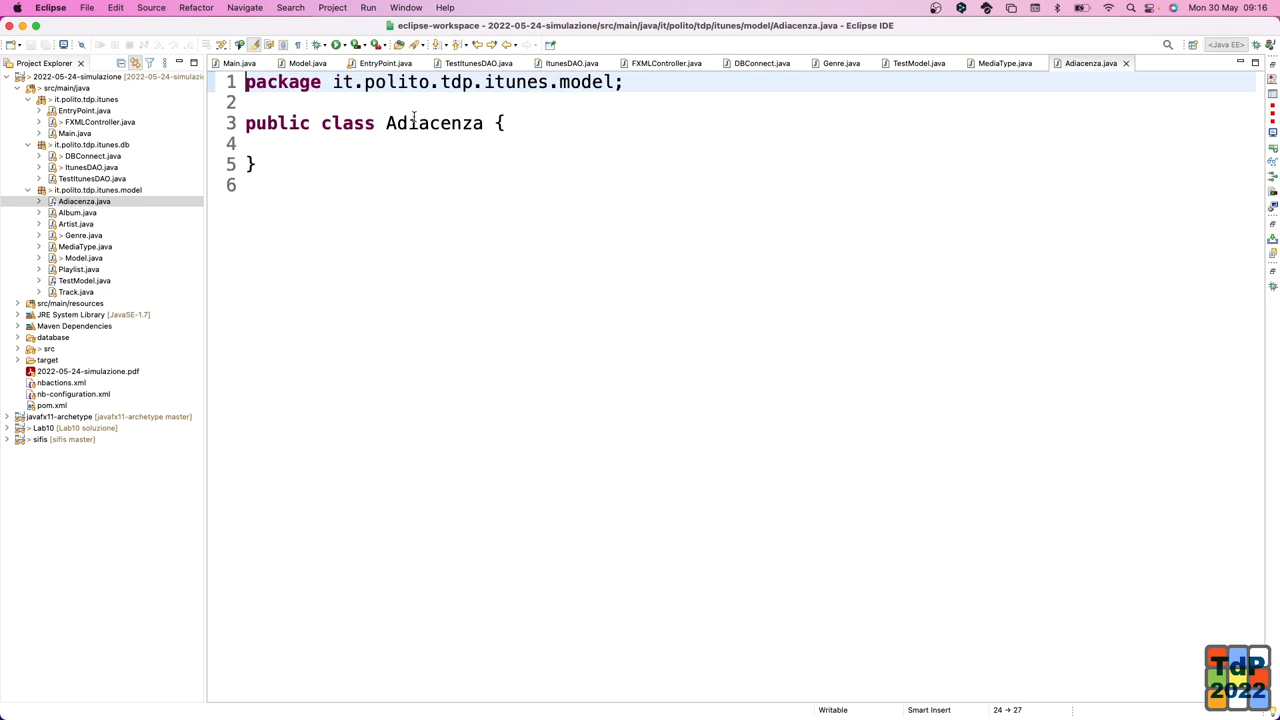 Eclipse File Edit Source Refactor Navigate Search Project Run Window Help Mon 30 May 09:16
eclipse-workspace - 2022-05-24-simulazione/src/main/java/it/polito/tdp/itunes/model/Adiacenza.java - Eclipse IDE
<Java EE>
Project Explorer
Main.java Model.java EntryPoint.java TestItunesDAO.java ItunesDAO.java FXMLController.java DBConnect.java Genre.java TestModel.java MediaType.java Adiacenza.java
> 2022-05-24-simulazione [2022-05-24-simulazi
> src/main/java
> it.polito.tdp.itunes
EntryPoint.java
> FXMLController.java
Main.java
> it.polito.tdp.itunes.db
> DBConnect.java
> ItunesDAO.java
TestItunesDAO.java
> it.polito.tdp.itunes.model
Adiacenza.java
Album.java
Artist.java
> Genre.java
MediaType.java
> Model.java
Playlist.java
TestModel.java
Track.java
src/main/resources
JRE System Library [JavaSE-1.7]
Maven Dependencies
database
> src
target
2022-05-24-simulazione.pdf
nbactions.xml
nb-configuration.xml
pom.xml
javafx11-archetype [javafx11-archetype master]
> Lab10 [Lab10 soluzione]
> sifis [sifis master]
1 package it.polito.tdp.itunes.model;
2
3 public class Adiacenza {
4
5 }
6
Writable Smart Insert 24 → 27
TdP
2022